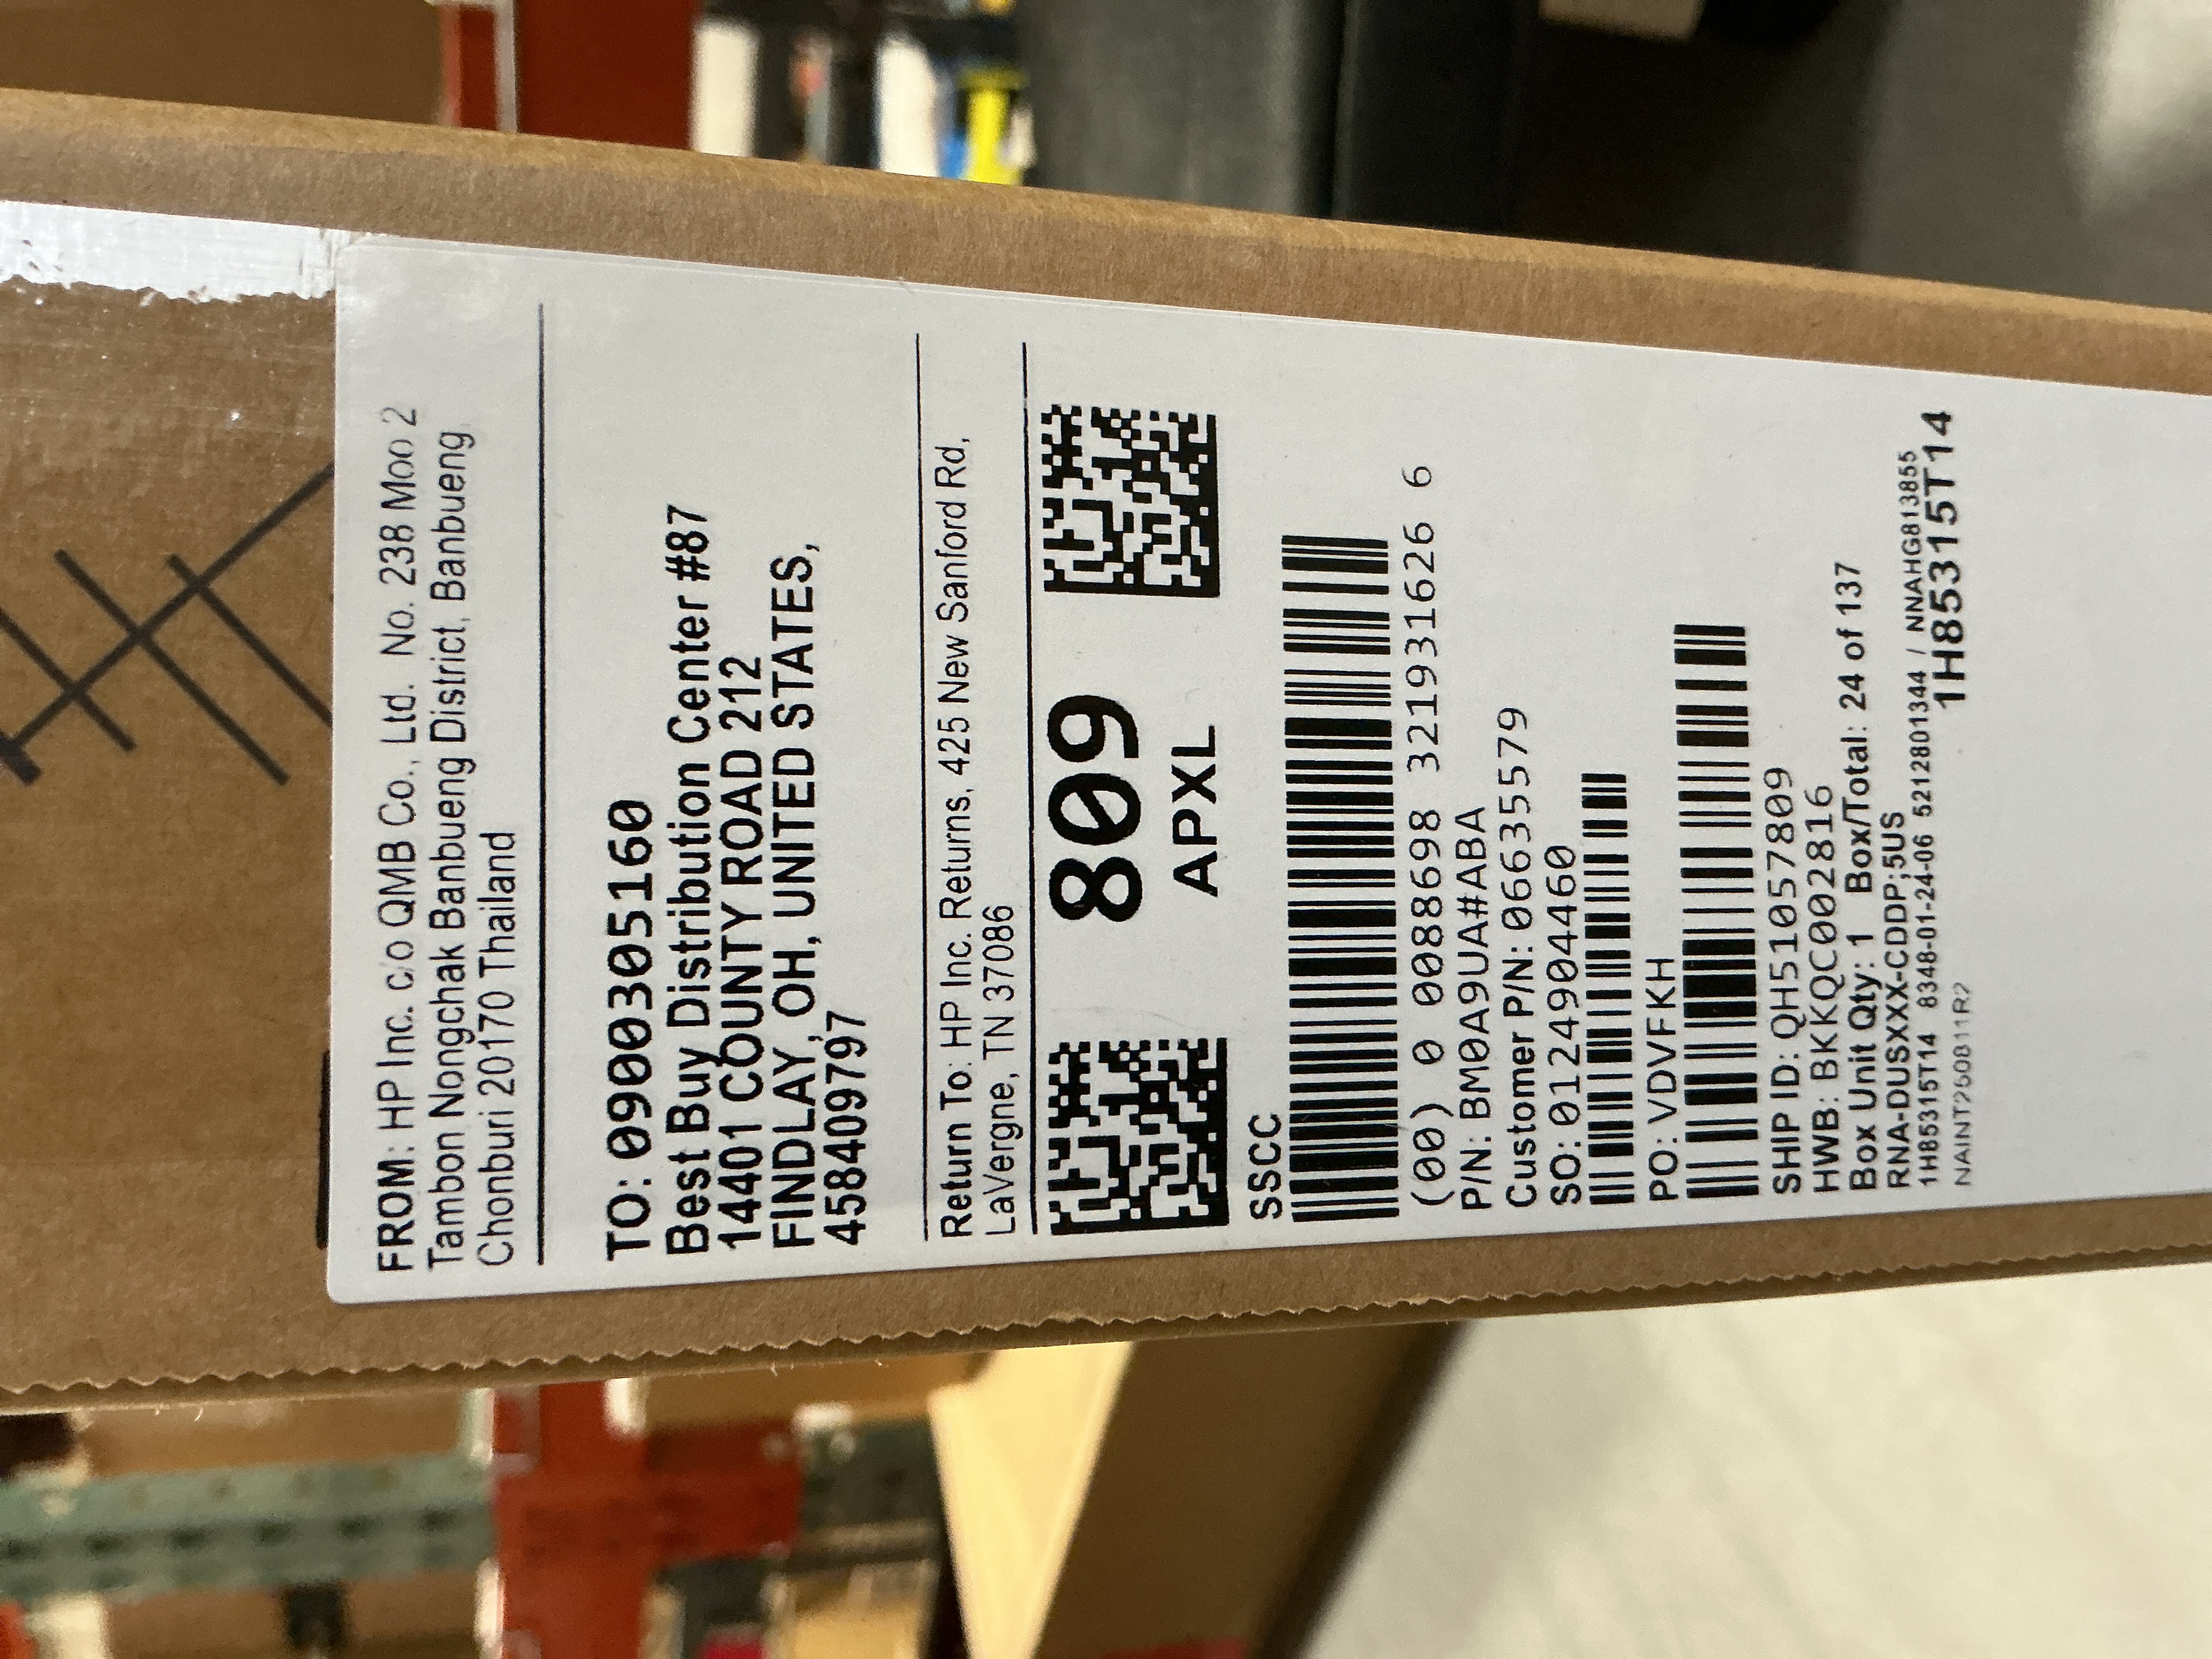 FROM: HP Inc. c/o QMB Co., Ltd. No. 238 Moo 2
Tambon Nongchak Banbueng District, Banbueng,
Chonburi 20170 Thailand
TO: 0900305160
Best Buy Distribution Center #87
14401 COUNTY ROAD 212
FINDLAY, OH, UNITED STATES,
458409797
Return To: HP Inc. Returns, 425 New Sanford Rd,
LaVergne, TN 37086
809
APXL
SSCC
(00) 0 0088698 321931626 6
P/N: BM0A9UA#ABA
Customer P/N: 06635579
SO: 0124904460
PO: VDVFKH
SHIP ID: QH51057809
HWB: BKKQC002816
Box Unit Qty: 1 Box/Total: 24 of 137
RNA-DUSXXX-CDDP;5US
1H85315T14 8348-01-24-06 52112801344 / NNAHG813855
1H85315T14
NAINT250811R2